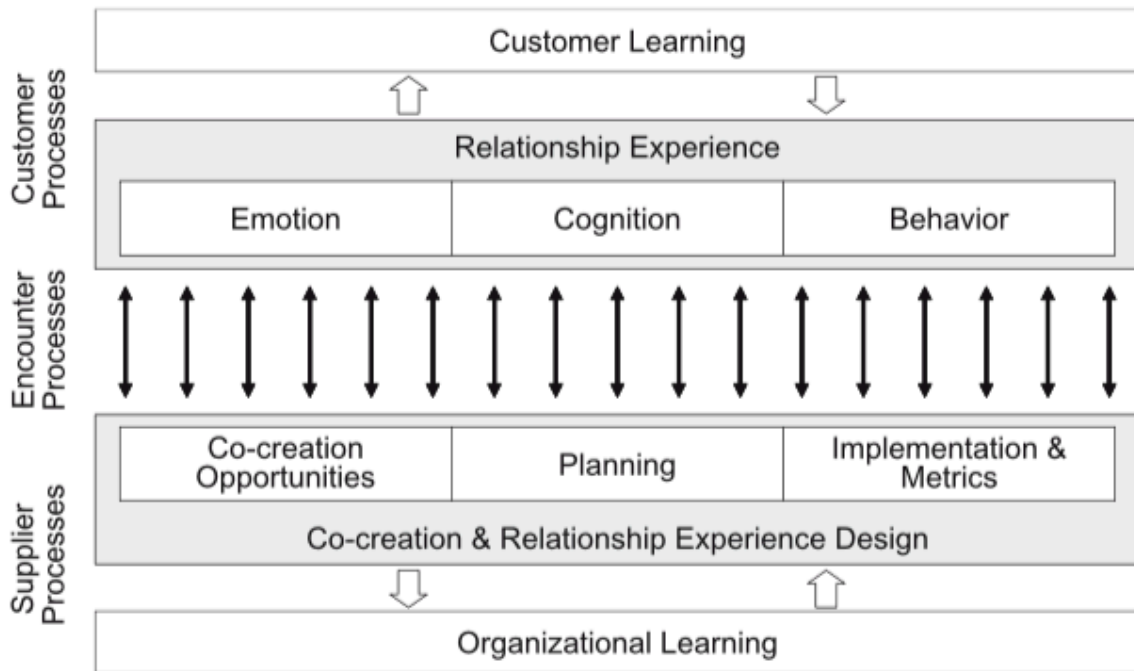 Customer Learning
Customer
Processes
Relationship Experience
Emotion
Cognition
Behavior
Encounter
Processes
Co-creation
Opportunities
Planning
Implementation &
Metrics
Co-creation & Relationship Experience Design
Supplier
Processes
Organizational Learning